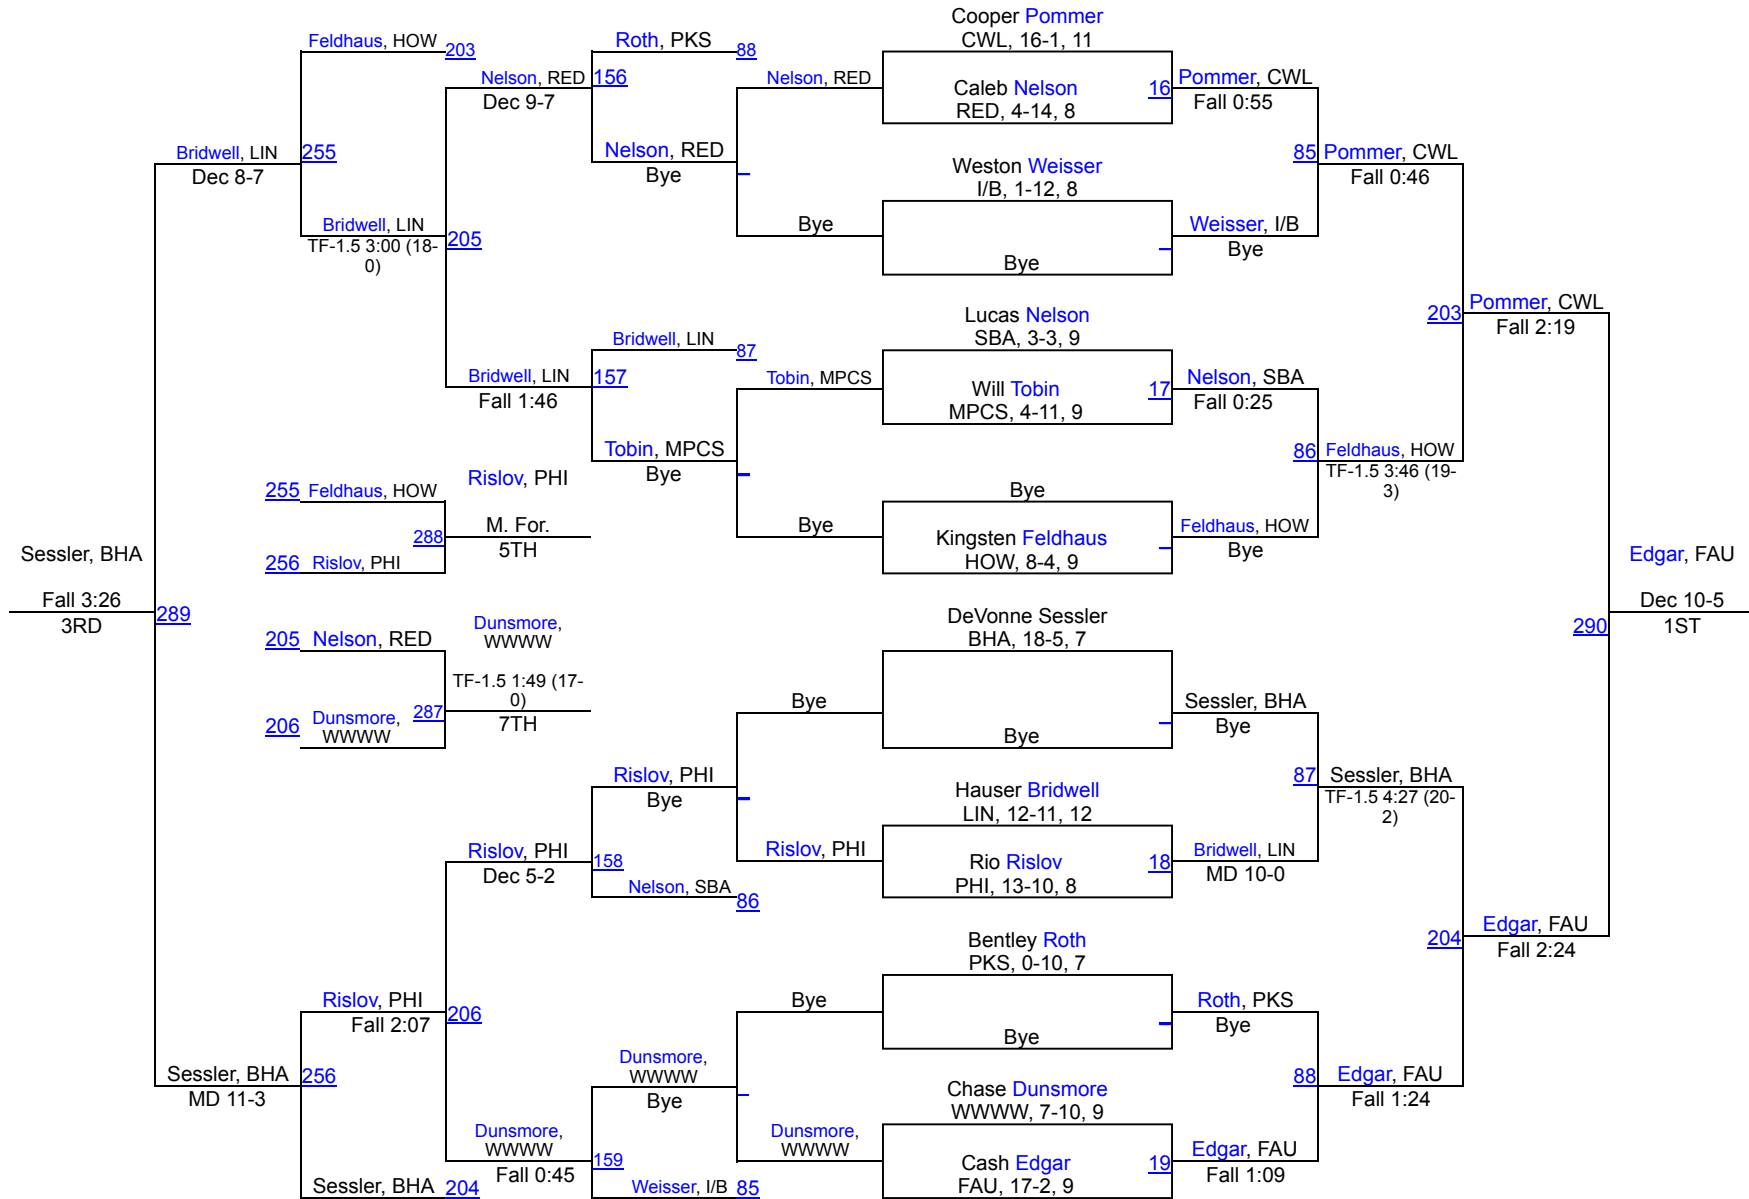 Cooper Pommer
CWL, 16-1, 11
Feldhaus, HOW 203
Roth, PKS 88
Nelson, RED 156
Dec 9-7
Nelson, RED
Caleb Nelson 16
RED, 4-14, 8
Pommer, CWL
Fall 0:55
Bridwell, LIN 255
Dec 8-7
Nelson, RED
Bye
Weston Weisser
I/B, 1-12, 8
85 Pommer, CWL
Fall 0:46
Bridwell, LIN 205
TF-1.5 3:00 (18-
0)
Bye
Bye
Weisser, I/B
Bye
Lucas Nelson
SBA, 3-3, 9
203 Pommer, CWL
Fall 2:19
Bridwell, LIN 87
Bridwell, LIN 157
Fall 1:46
Tobin, MPCS
Will Tobin 17
MPCS, 4-11, 9
Nelson, SBA
Fall 0:25
Tobin, MPCS
Bye
86 Feldhaus, HOW
TF-1.5 3:46 (19-
3)
255 Feldhaus, HOW
Rislov, PHI
288 M. For.
5TH
256 Rislov, PHI
Bye
Bye
Kingsten Feldhaus
HOW, 8-4, 9
Feldhaus, HOW
Bye
Sessler, BHA
Fall 3:26
3RD
289
Edgar, FAU
Dec 10-5
1ST
290
205 Nelson, RED
Dunsmore,
WWWW
TF-1.5 1:49 (17-
0)
287
7TH
206 Dunsmore,
WWWW
DeVonne Sessler
BHA, 18-5, 7
Bye
Bye
Sessler, BHA
Bye
Rislov, PHI
Bye
Hauser Bridwell
LIN, 12-11, 12
87 Sessler, BHA
TF-1.5 4:27 (20-
2)
Rislov, PHI 158
Dec 5-2
Rislov, PHI
Rio Rislov 18
PHI, 13-10, 8
Bridwell, LIN
MD 10-0
Nelson, SBA 86
Bentley Roth
PKS, 0-10, 7
204 Edgar, FAU
Fall 2:24
Rislov, PHI 206
Fall 2:07
Bye
Bye
Roth, PKS
Bye
Sessler, BHA 256
MD 11-3
Dunsmore,
WWWW
Bye
Chase Dunsmore
WWWW, 7-10, 9
88 Edgar, FAU
Fall 1:24
Dunsmore,
WWWW
Fall 0:45
159
Dunsmore,
WWWW
Cash Edgar 19
FAU, 17-2, 9
Edgar, FAU
Fall 1:09
Sessler, BHA 204
Weisser, I/B 85